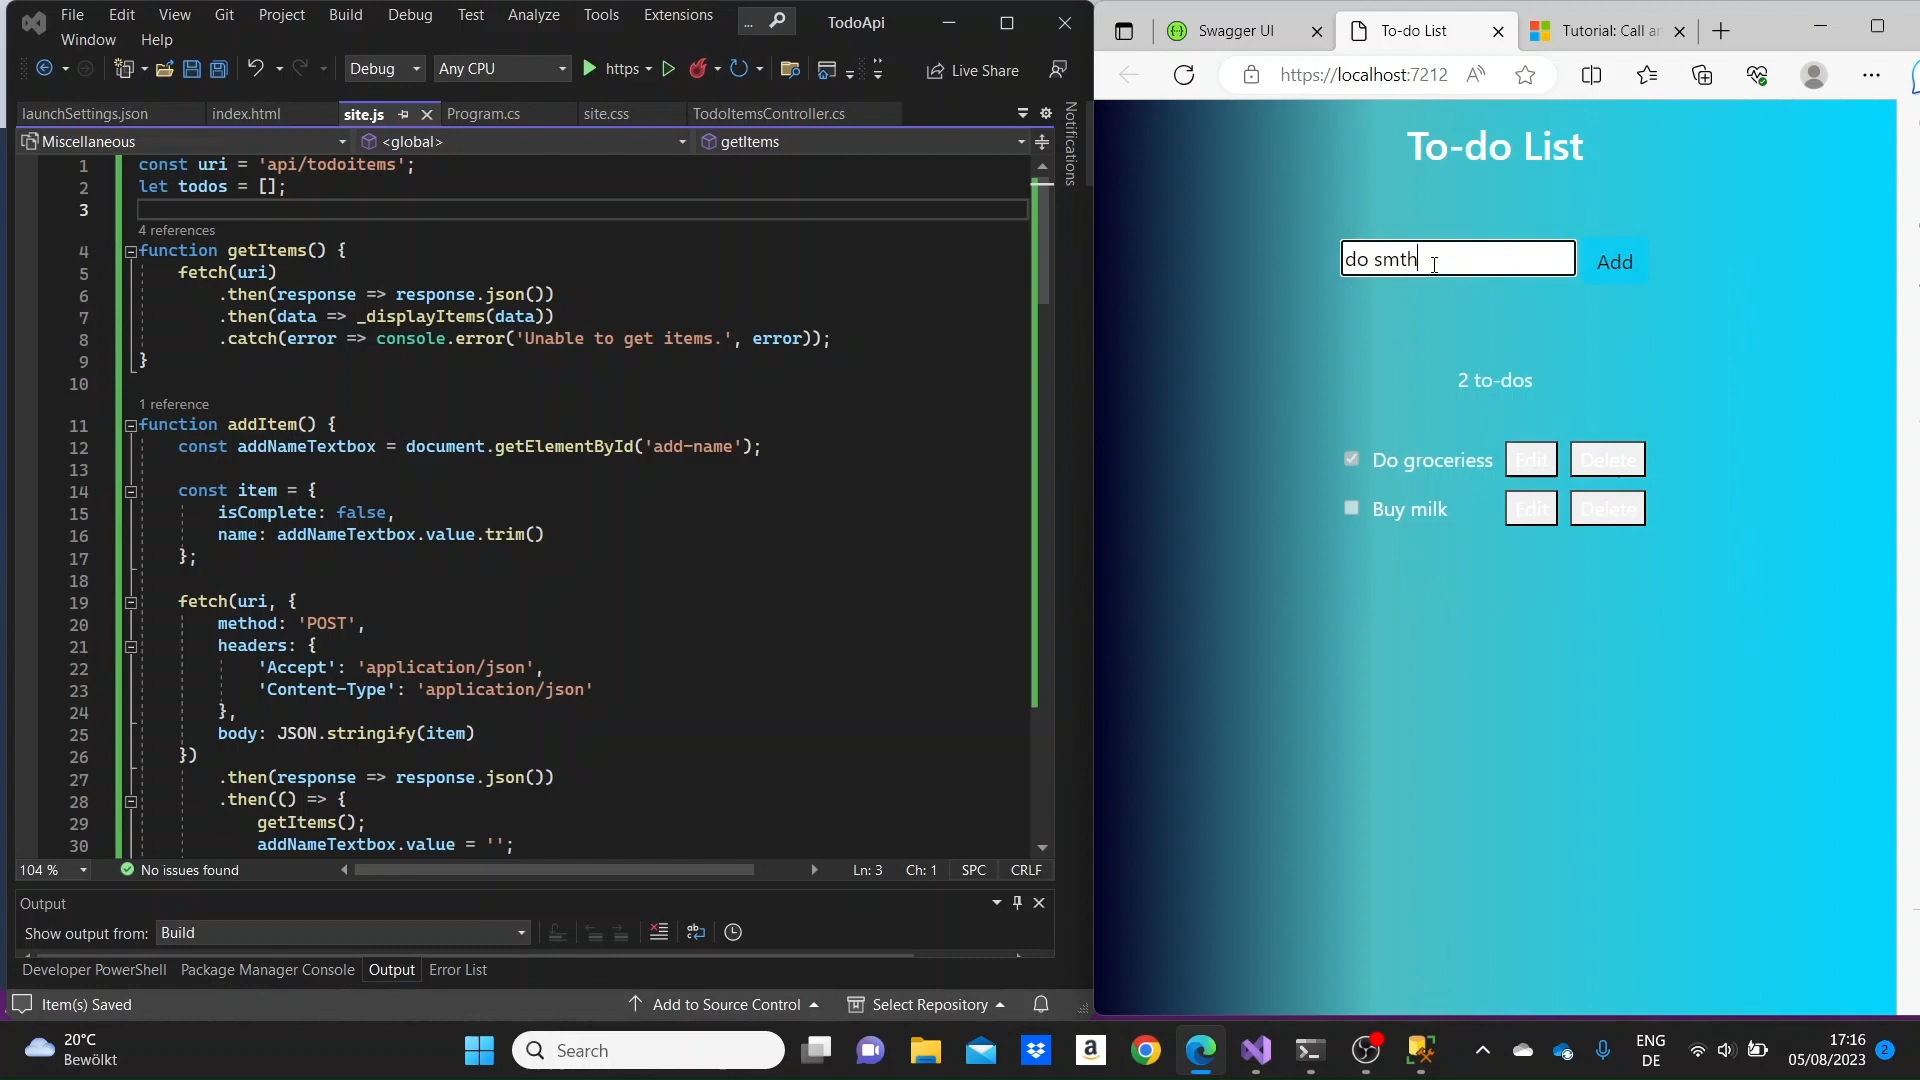 File Edit View Git Project Build Debug Test Analyze Tools Extensions ... TodoApi
Window Help
Debug Any CPU https Live Share
launchSettings.json index.html site.js Program.cs site.css TodoItemsController.cs
Miscellaneous <global> getItems
Notifications
1 const uri = 'api/todoitems';
2 let todos = [];
3
4 references
4 function getItems() {
5 fetch(uri)
6 .then(response => response.json())
7 .then(data => _displayItems(data))
8 .catch(error => console.error('Unable to get items.', error));
9 }
10
1 reference
11 function addItem() {
12 const addNameTextbox = document.getElementById('add-name');
13
14 const item = {
15 isComplete: false,
16 name: addNameTextbox.value.trim()
17 };
18
19 fetch(uri, {
20 method: 'POST',
21 headers: {
22 'Accept': 'application/json',
23 'Content-Type': 'application/json'
24 },
25 body: JSON.stringify(item)
26 })
27 .then(response => response.json())
28 .then(() => {
29 getItems();
30 addNameTextbox.value = '';
104 % No issues found Ln: 3 Ch: 1 SPC CRLF
Output
Show output from: Build
Developer PowerShell Package Manager Console Output Error List
Item(s) Saved Add to Source Control Select Repository
Swagger UI To-do List Tutorial: Call an
https://localhost:7212
To-do List
do smth Add
2 to-dos
Do groceriess Edit Delete
Buy milk Edit Delete
20°C
Bewölkt
Search
ENG
DE
17:16
05/08/2023
2